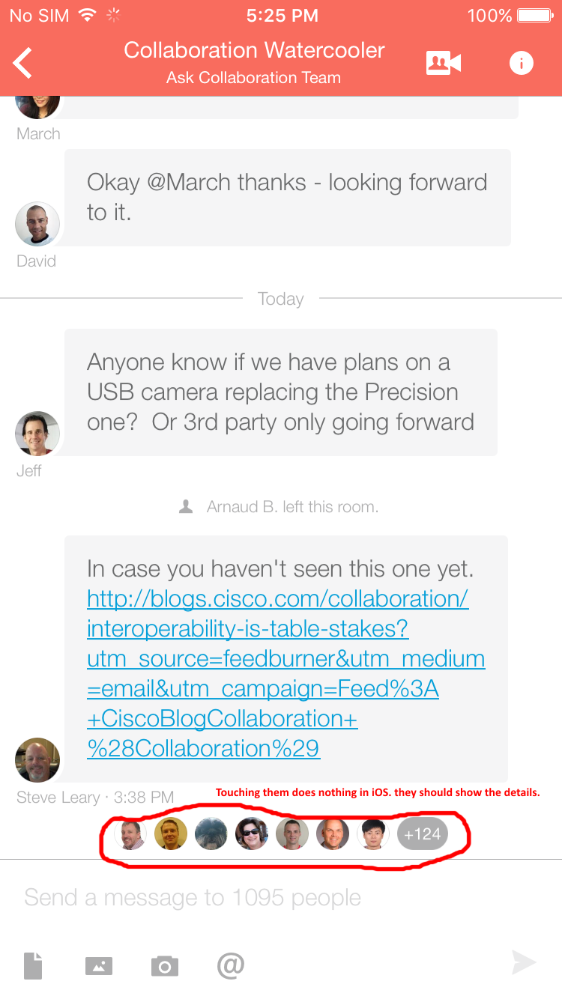 No SIM 5:25 PM 100%
Collaboration Watercooler
Ask Collaboration Team
March
Okay @March thanks - looking forward
to it.
David
Today
Anyone know if we have plans on a
USB camera replacing the Precision
one?  Or 3rd party only going forward
Jeff
Arnaud B. left this room.
In case you haven't seen this one yet.
http://blogs.cisco.com/collaboration/
interoperability-is-table-stakes?
utm_source=feedburner&utm_medium
=email&utm_campaign=Feed%3A
+CiscoBlogCollaboration+
%28Collaboration%29
Steve Leary · 3:38 PM
Touching them does nothing in iOS. they should show the details.
+124
Send a message to 1095 people
@